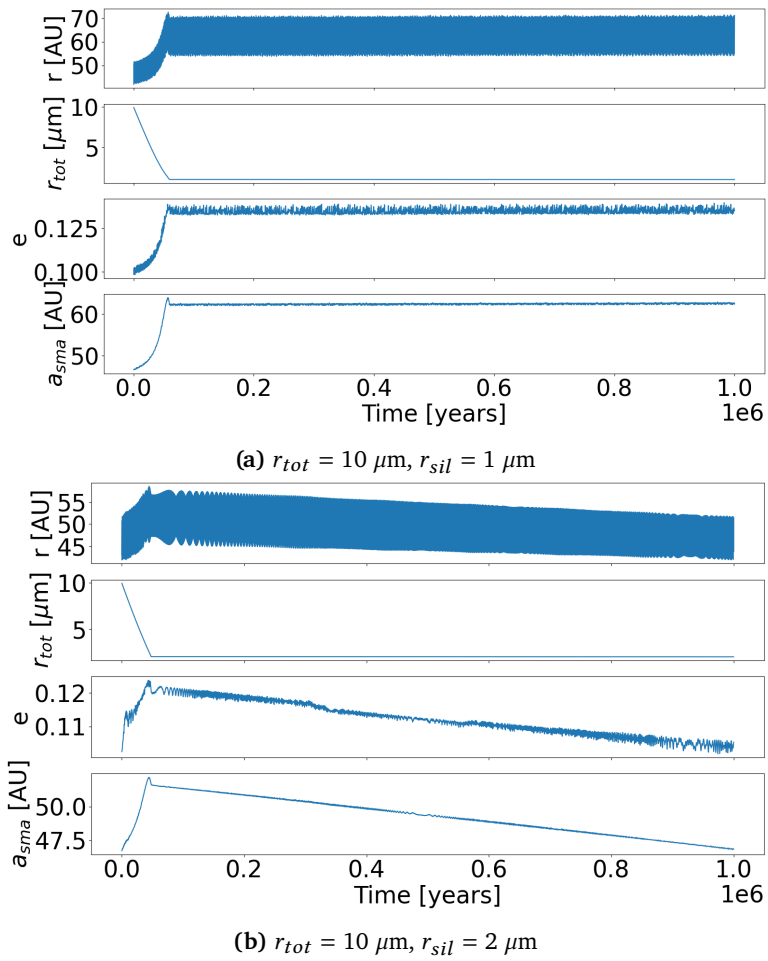 70
60
50
r [AU]
10
5
r_tot [μm]
0.125
0.100
e
60
50
a_sma [AU]
0.0 0.2 0.4 0.6 0.8 1.0
1e6
Time [years]
(a) r_tot = 10 μm, r_sil = 1 μm
55
50
45
r [AU]
10
5
r_tot [μm]
0.12
0.11
e
50.0
47.5
a_sma [AU]
0.0 0.2 0.4 0.6 0.8 1.0
1e6
Time [years]
(b) r_tot = 10 μm, r_sil = 2 μm